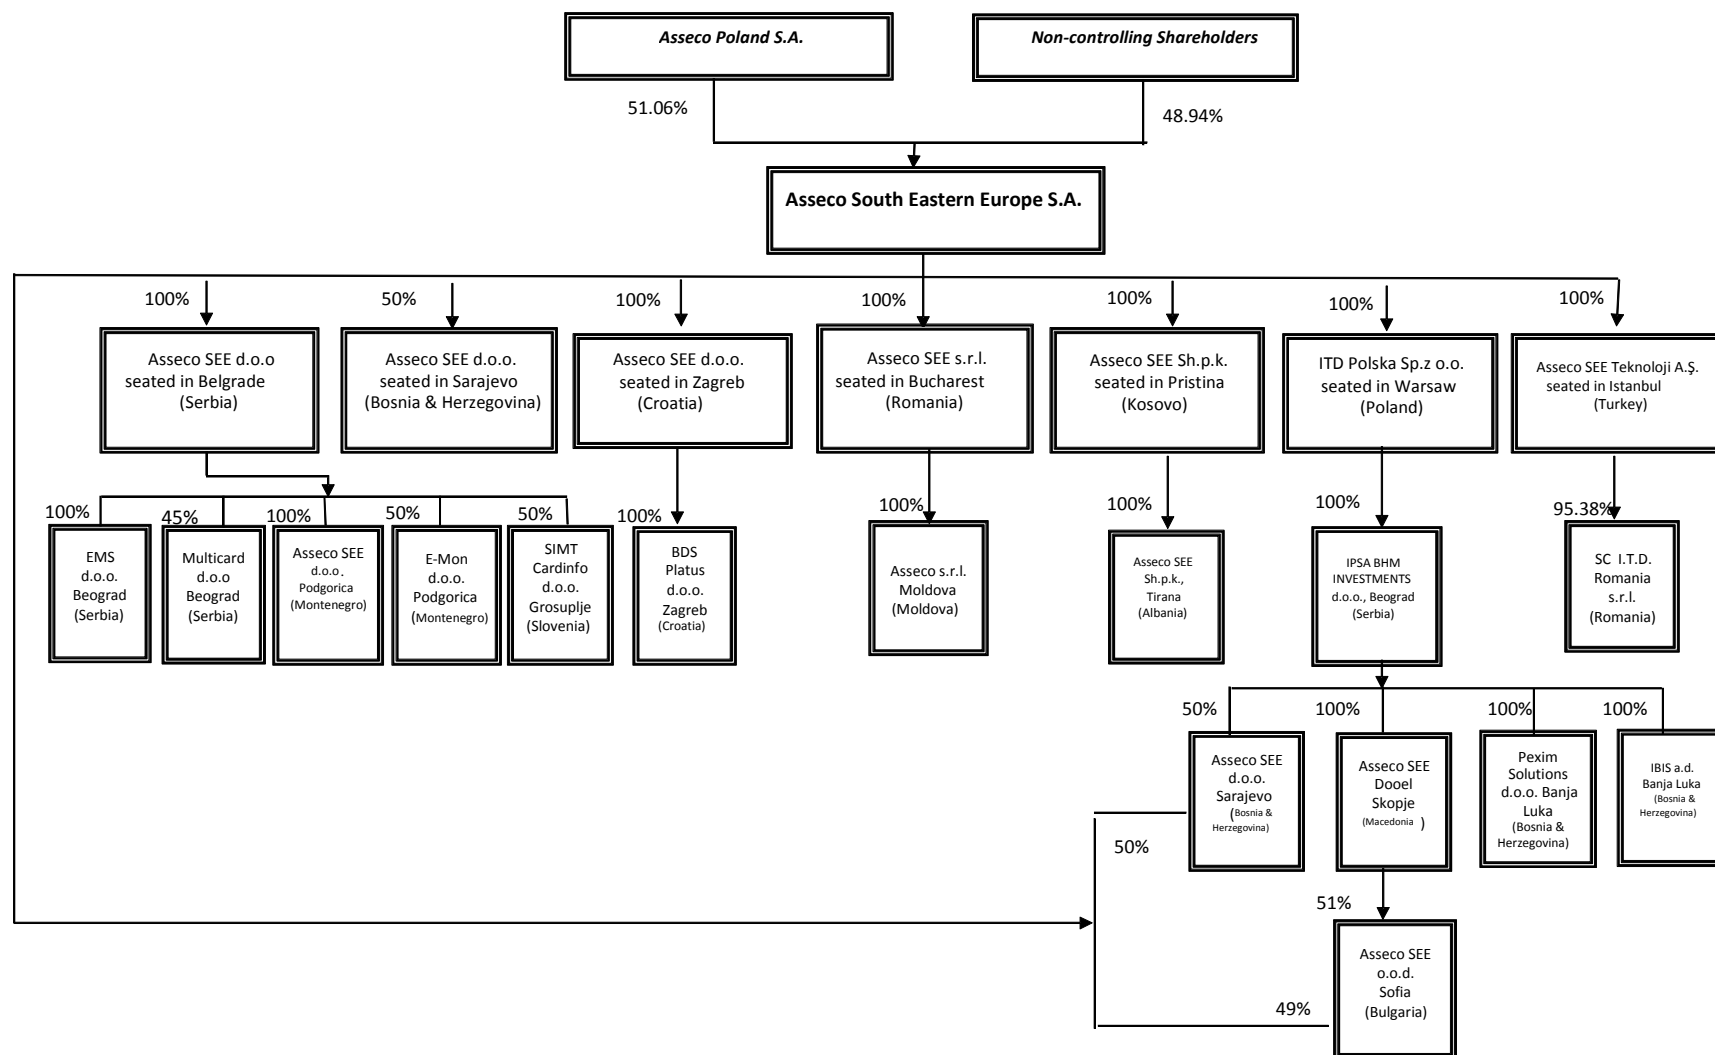 Asseco Poland S.A.
Non-controlling Shareholders
51.06%
48.94%
Asseco South Eastern Europe S.A.
100%
50%
100%
100%
100%
100%
100%
Asseco SEE d.o.o
seated in Belgrade
(Serbia)
Asseco SEE d.o.o.
seated in Sarajevo
(Bosnia & Herzegovina)
Asseco SEE d.o.o.
seated in Zagreb
(Croatia)
Asseco SEE s.r.l.
seated in Bucharest
(Romania)
Asseco SEE Sh.p.k.
seated in Pristina
(Kosovo)
ITD Polska Sp.z o.o.
seated in Warsaw
(Poland)
Asseco SEE Teknoloji A.Ş.
seated in Istanbul
(Turkey)
100%
45%
100%
50%
50%
100%
100%
100%
100%
95.38%
EMS
d.o.o.
Beograd
(Serbia)
Multicard
d.o.o
Beograd
(Serbia)
Asseco SEE
d.o.o.
Podgorica
(Montenegro)
E-Mon
d.o.o.
Podgorica
(Montenegro)
SIMT
Cardinfo
d.o.o.
Grosuplje
(Slovenia)
BDS
Platus
d.o.o.
Zagreb
(Croatia)
Asseco s.r.l.
Moldova
(Moldova)
Asseco SEE
Sh.p.k.,
Tirana
(Albania)
IPSA BHM
INVESTMENTS
d.o.o., Beograd
(Serbia)
SC I.T.D.
Romania
s.r.l.
(Romania)
50%
100%
100%
100%
Asseco SEE
d.o.o.
Sarajevo
(Bosnia &
Herzegovina)
Asseco SEE
Dooel
Skopje
(Macedonia )
Pexim
Solutions
d.o.o. Banja
Luka
(Bosnia &
Herzegovina)
IBIS a.d.
Banja Luka
(Bosnia &
Herzegovina)
50%
51%
Asseco SEE
o.o.d.
Sofia
(Bulgaria)
49%